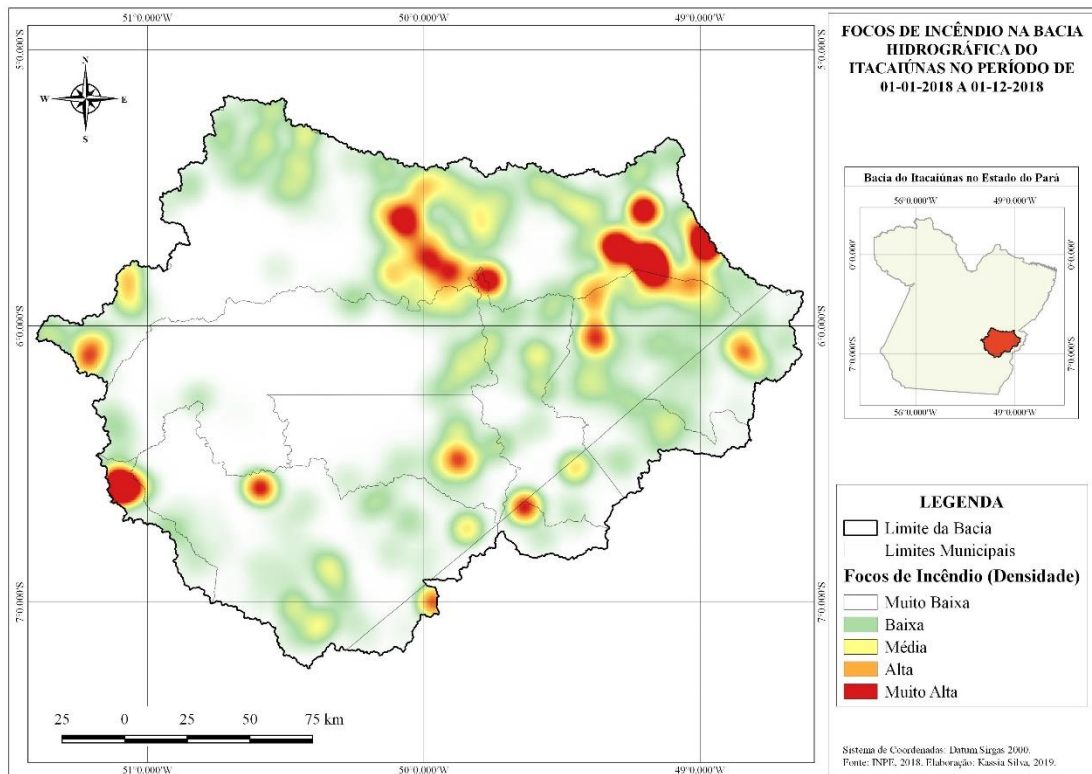 51°0.000'W 50°0.000'W 49°0.000'W
5°0.000'S
5°0.000'S
N
W E
S
6°0.000'S
6°0.000'S
7°0.000'S
7°0.000'S
25 0 25 50 75 km
51°0.000'W 50°0.000'W 49°0.000'W
FOCOS DE INCÊNDIO NA BACIA
HIDROGRÁFICA DO
ITACAIÚNAS NO PERÍODO DE
01-01-2018 A 01-12-2018
Bacia do Itacaiúnas no Estado do Pará
56°0.000'W 49°0.000'W
0°0.000'S
0°0.000'S
7°0.000'S
7°0.000'S
56°0.000'W 49°0.000'W
LEGENDA
Limite da Bacia
Limites Municipais
Focos de Incêndio (Densidade)
Muito Baixa
Baixa
Média
Alta
Muito Alta
Sistema de Coordenadas: Datum Sirgas 2000.
Fonte: INPE, 2018. Elaboração: Kassia Silva, 2019.